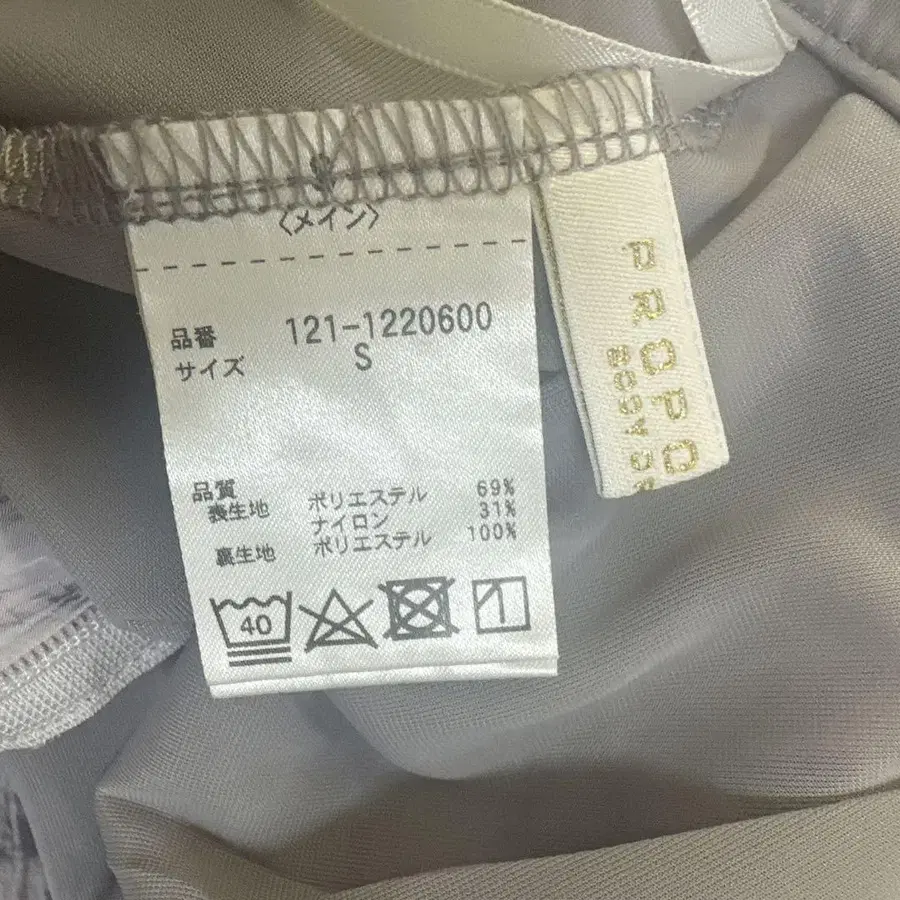 〈メイン〉
品番 121-1220600
サイズ S
品質
表生地 ポリエステル 69%
ナイロン 31%
裏生地 ポリエステル 100%
40
PROPO